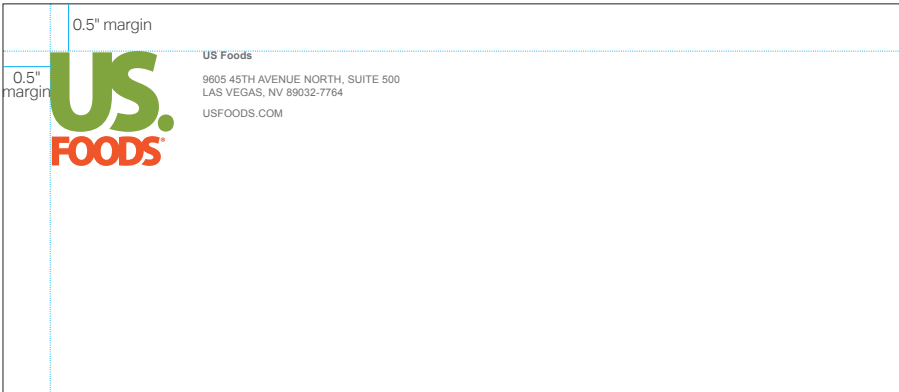 0.5" margin
0.5"
margin
US.
FOODS®
US Foods
9605 45TH AVENUE NORTH, SUITE 500
LAS VEGAS, NV 89032-7764
USFOODS.COM